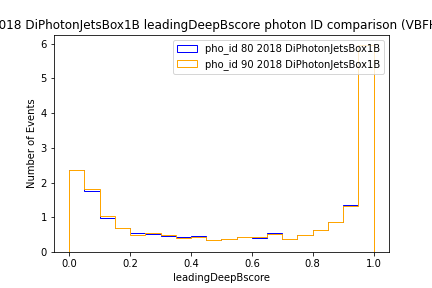 018 DiPhotonJetsBox1B leadingDeepBscore photon ID comparison (VBFH
pho_id 80 2018 DiPhotonJetsBox1B
pho_id 90 2018 DiPhotonJetsBox1B
Number of Events
6
5
4
3
2
1
0
0.0 0.2 0.4 0.6 0.8 1.0
leadingDeepBscore